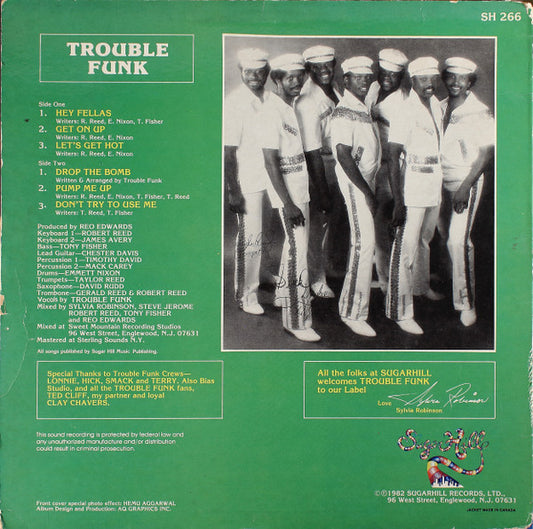 SH 266
TROUBLE
FUNK
Side One
1. HEY FELLAS
Writers: R. Reed, E. Nixon, T. Fisher
2. GET ON UP
Writers: R. Reed, E. Nixon
3. LET'S GET HOT
Writers: R. Reed, E. Nixon
Side Two
1. DROP THE BOMB
Written & Arranged by Trouble Funk
2. PUMP ME UP
Writers: R. Reed, E. Nixon, T. Fisher, T. Reed
3. DON'T TRY TO USE ME
Writers: T. Reed, T. Fisher
Produced by REO EDWARDS
Keyboard 1—ROBERT REED
Keyboard 2—JAMES AVERY
Bass—TONY FISHER
Lead Guitar—CHESTER DAVIS
Percussion 1—TIMOTHY DAVID
Percussion 2—MACK CAREY
Drums—EMMETT NIXON
Trumpets—TAYLOR REED
Saxophone—DAVID RUDD
Trombone—GERALD REED & ROBERT REED
Vocals by TROUBLE FUNK
Mixed by SYLVIA ROBINSON, STEVE JEROME
ROBERT REED, TONY FISHER
and REO EDWARDS
Mixed at Sweet Mountain Recording Studios
96 West Street, Englewood, N.J. 07631
Mastered at Sterling Sounds N.Y.
All songs published by Sugar Hill Music Publishing.
Special Thanks to Trouble Funk Crews—
LONNIE, HICK, SMACK and TERRY. Also Bias
Studio, and all the TROUBLE FUNK fans,
TED CLIFF, my partner and loyal
CLAY CHAVERS.
All the folks at SUGARHILL
welcomes TROUBLE FUNK
to our Label
Love Sylvia Robinson
Sylvia Robinson
This sound recording is protected by federal law and
any unauthorized manufacture and/or distribution
could result in criminal prosecution.
Sugar Hill
©℗1982 SUGARHILL RECORDS, LTD.,
96 West Street, Englewood, N.J. 07631
Front cover special photo effect: HEMU AGGARWAL
Album Design and Production: AQ GRAPHICS INC.
JACKET MADE IN CANADA